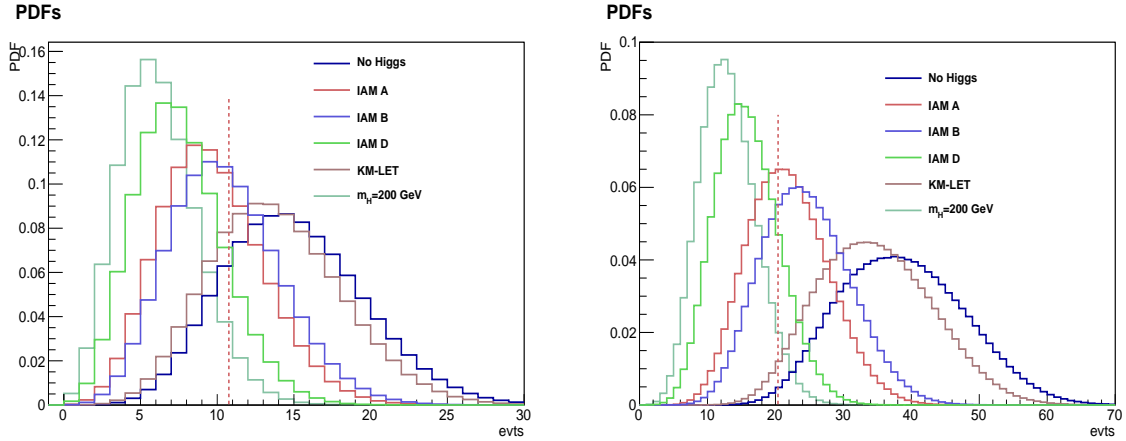 PDFs
PDF
0.16
0.14
0.12
0.1
0.08
0.06
0.04
0.02
0
No Higgs
IAM A
IAM B
IAM D
KM-LET
m_H=200 GeV
0 5 10 15 20 25 30
evts
PDFs
PDF
0.1
0.08
0.06
0.04
0.02
0
No Higgs
IAM A
IAM B
IAM D
KM-LET
m_H=200 GeV
0 10 20 30 40 50 60 70
evts